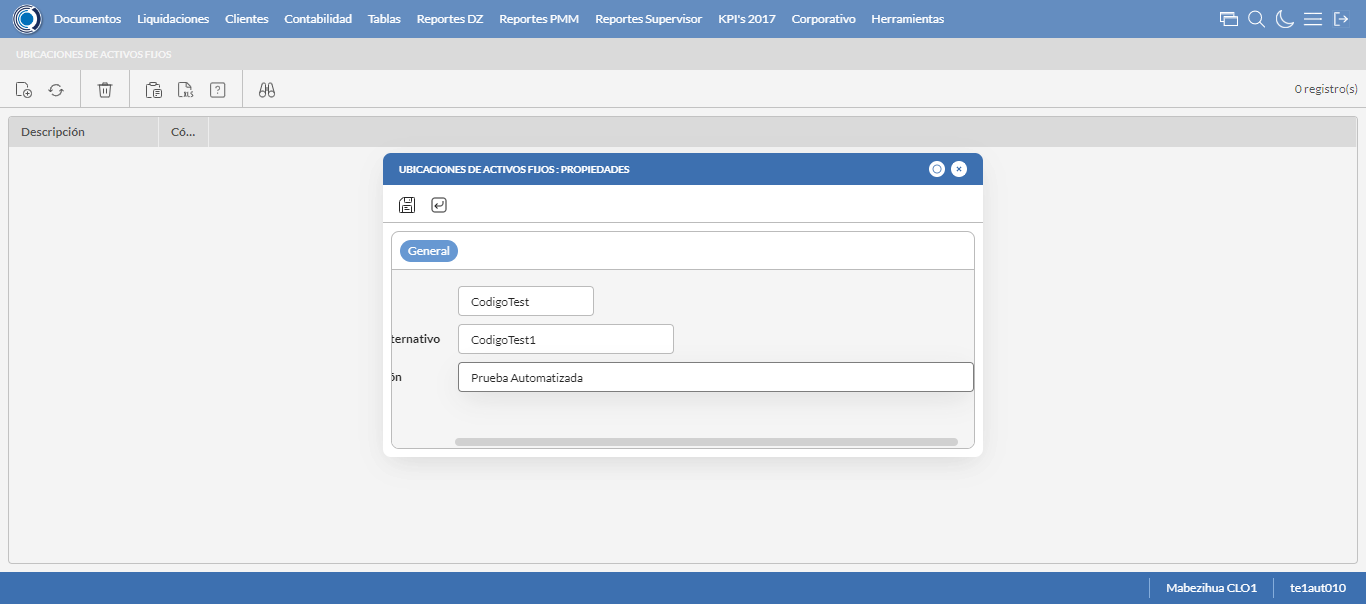 Documentos Liquidaciones Clientes Contabilidad Tablas Reportes DZ Reportes PMM Reportes Supervisor KPI's 2017 Corporativo Herramientas
UBICACIONES DE ACTIVOS FIJOS
XLS ? 0 registro(s)
Descripción Có...
UBICACIONES DE ACTIVOS FIJOS : PROPIEDADES
General
CodigoTest
ternativo CodigoTest1
ón Prueba Automatizada
Mabezihua CLO1 te1aut010